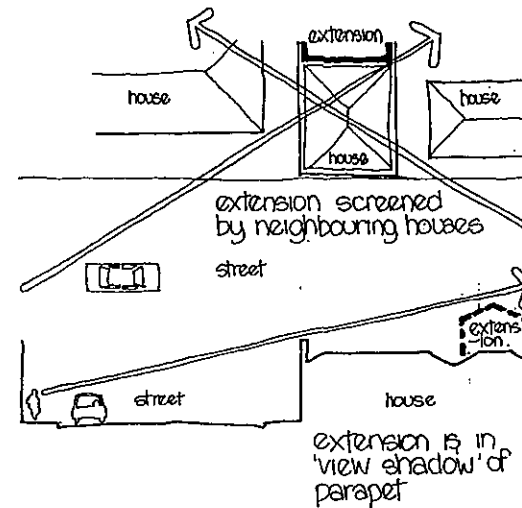 extension
house
house
house
extension screened
by neighbouring houses
street
extens
-ion
street
house
extension is in
'view shadow' of
parapet